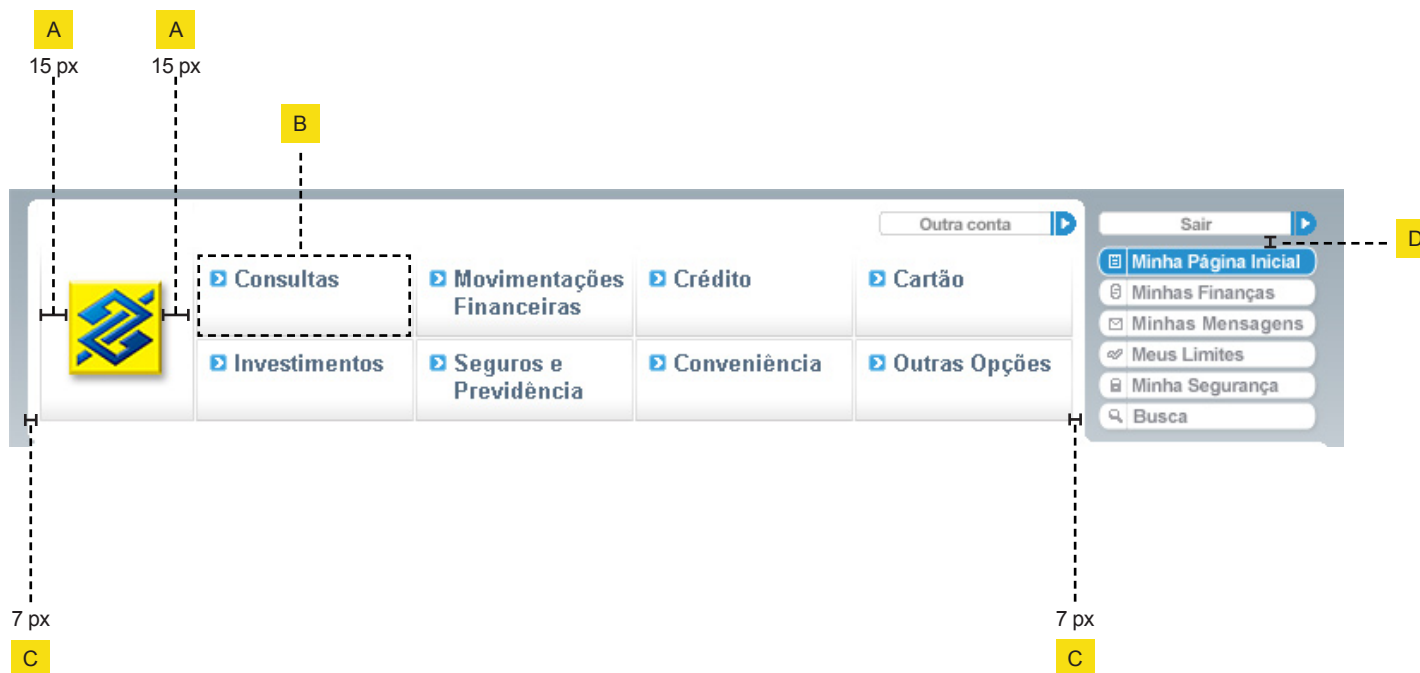 A
A
15 px
15 px
B
Outra conta
Sair
D
Consultas
Movimentações
Financeiras
Crédito
Cartão
Minha Página Inicial
Minhas Finanças
Minhas Mensagens
Investimentos
Seguros e
Previdência
Conveniência
Outras Opções
Meus Limites
Minha Segurança
Busca
7 px
7 px
C
C